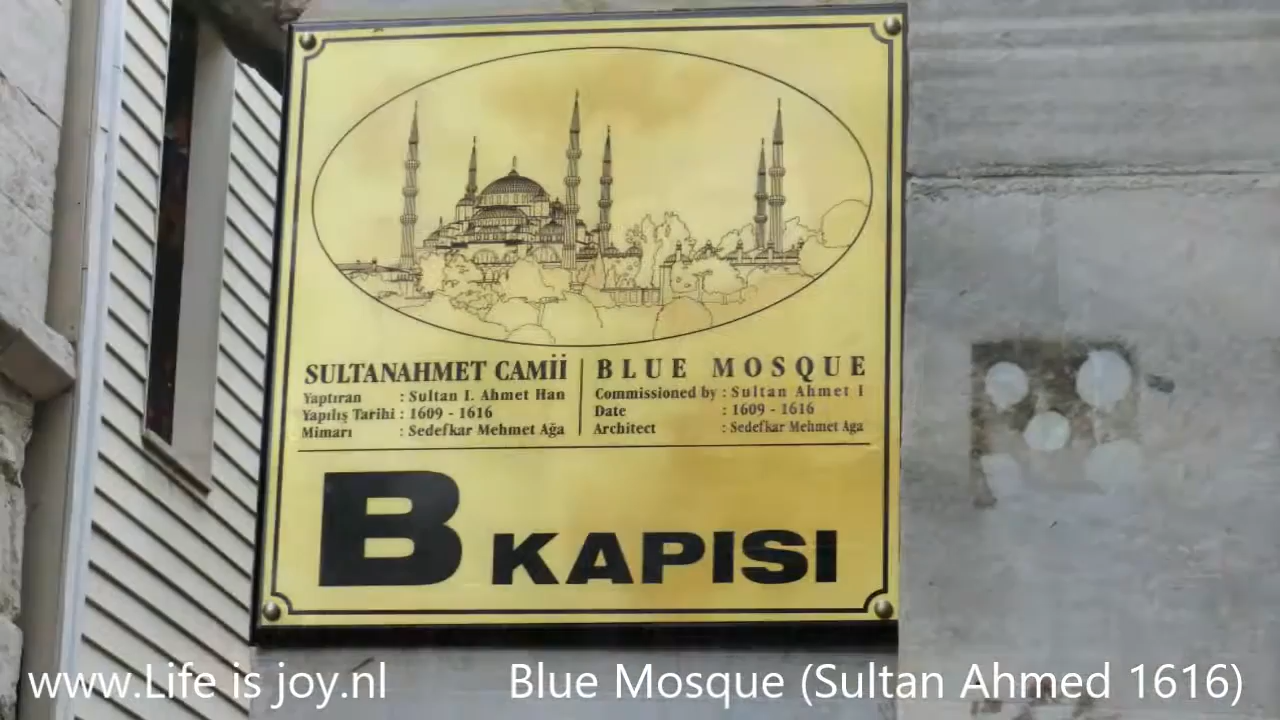 SULTANAHMET CAMİİ
Yaptıran : Sultan I. Ahmet Han
Yapılış Tarihi : 1609 - 1616
Mimarı : Sedefkar Mehmet Ağa
BLUE MOSQUE
Commissioned by : Sultan Ahmet I
Date : 1609 - 1616
Architect : Sedefkar Mehmet Aga
B KAPISI
www.Life is joy.nl
Blue Mosque (Sultan Ahmed 1616)